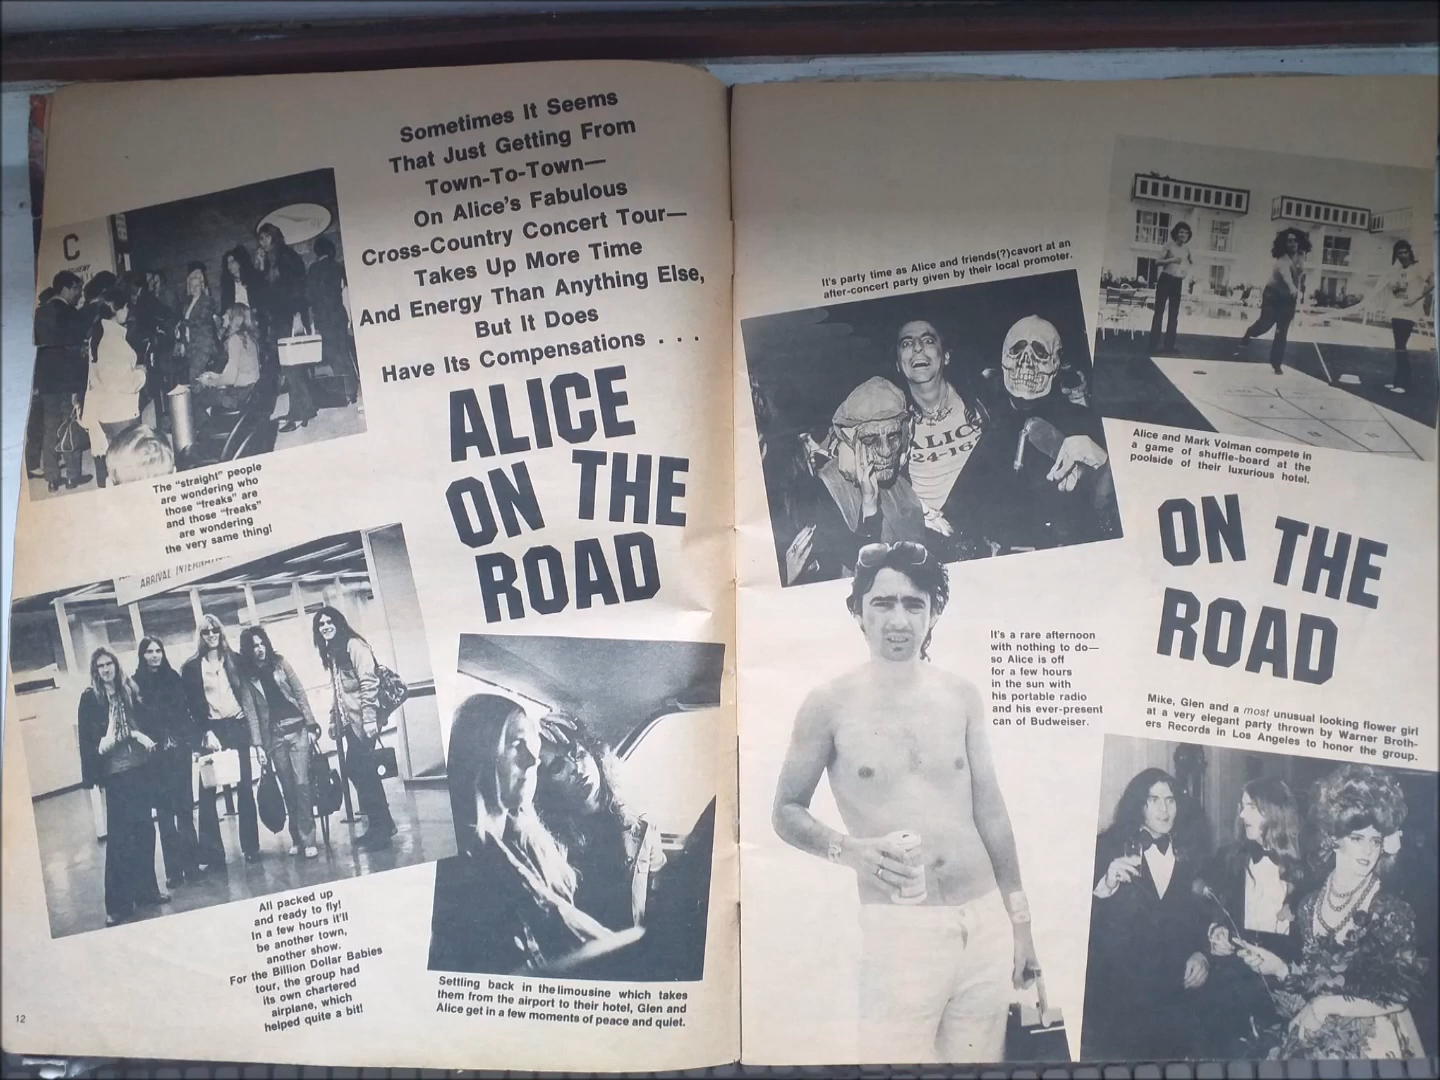 Sometimes It Seems
That Just Getting From
Town-To-Town—
On Alice's Fabulous
Cross-Country Concert Tour—
Takes Up More Time
And Energy Than Anything Else,
But It Does
Have Its Compensations . . .
ALICE
ON THE
ROAD
C
The "straight" people
are wondering who
those "freaks" are
and those "freaks"
are wondering
the very same thing!
ARRIVAL
All packed up
and ready to fly!
In a few hours it'll
be another town,
another show.
For the Billion Dollar Babies
tour, the group had
its own chartered
airplane, which
helped quite a bit!
Settling back in the limousine which takes
them from the airport to their hotel, Glen and
Alice get in a few moments of peace and quiet.
12
It's party time as Alice and friends(?)cavort at an
after-concert party given by their local promoter.
ALIC
24-16
Alice and Mark Volman compete in
a game of shuffle-board at the
poolside of their luxurious hotel.
ON THE
ROAD
It's a rare afternoon
with nothing to do—
so Alice is off
for a few hours
in the sun with
his portable radio
and his ever-present
can of Budweiser.
Mike, Glen and a most unusual looking flower girl
at a very elegant party thrown by Warner Broth-
ers Records in Los Angeles to honor the group.